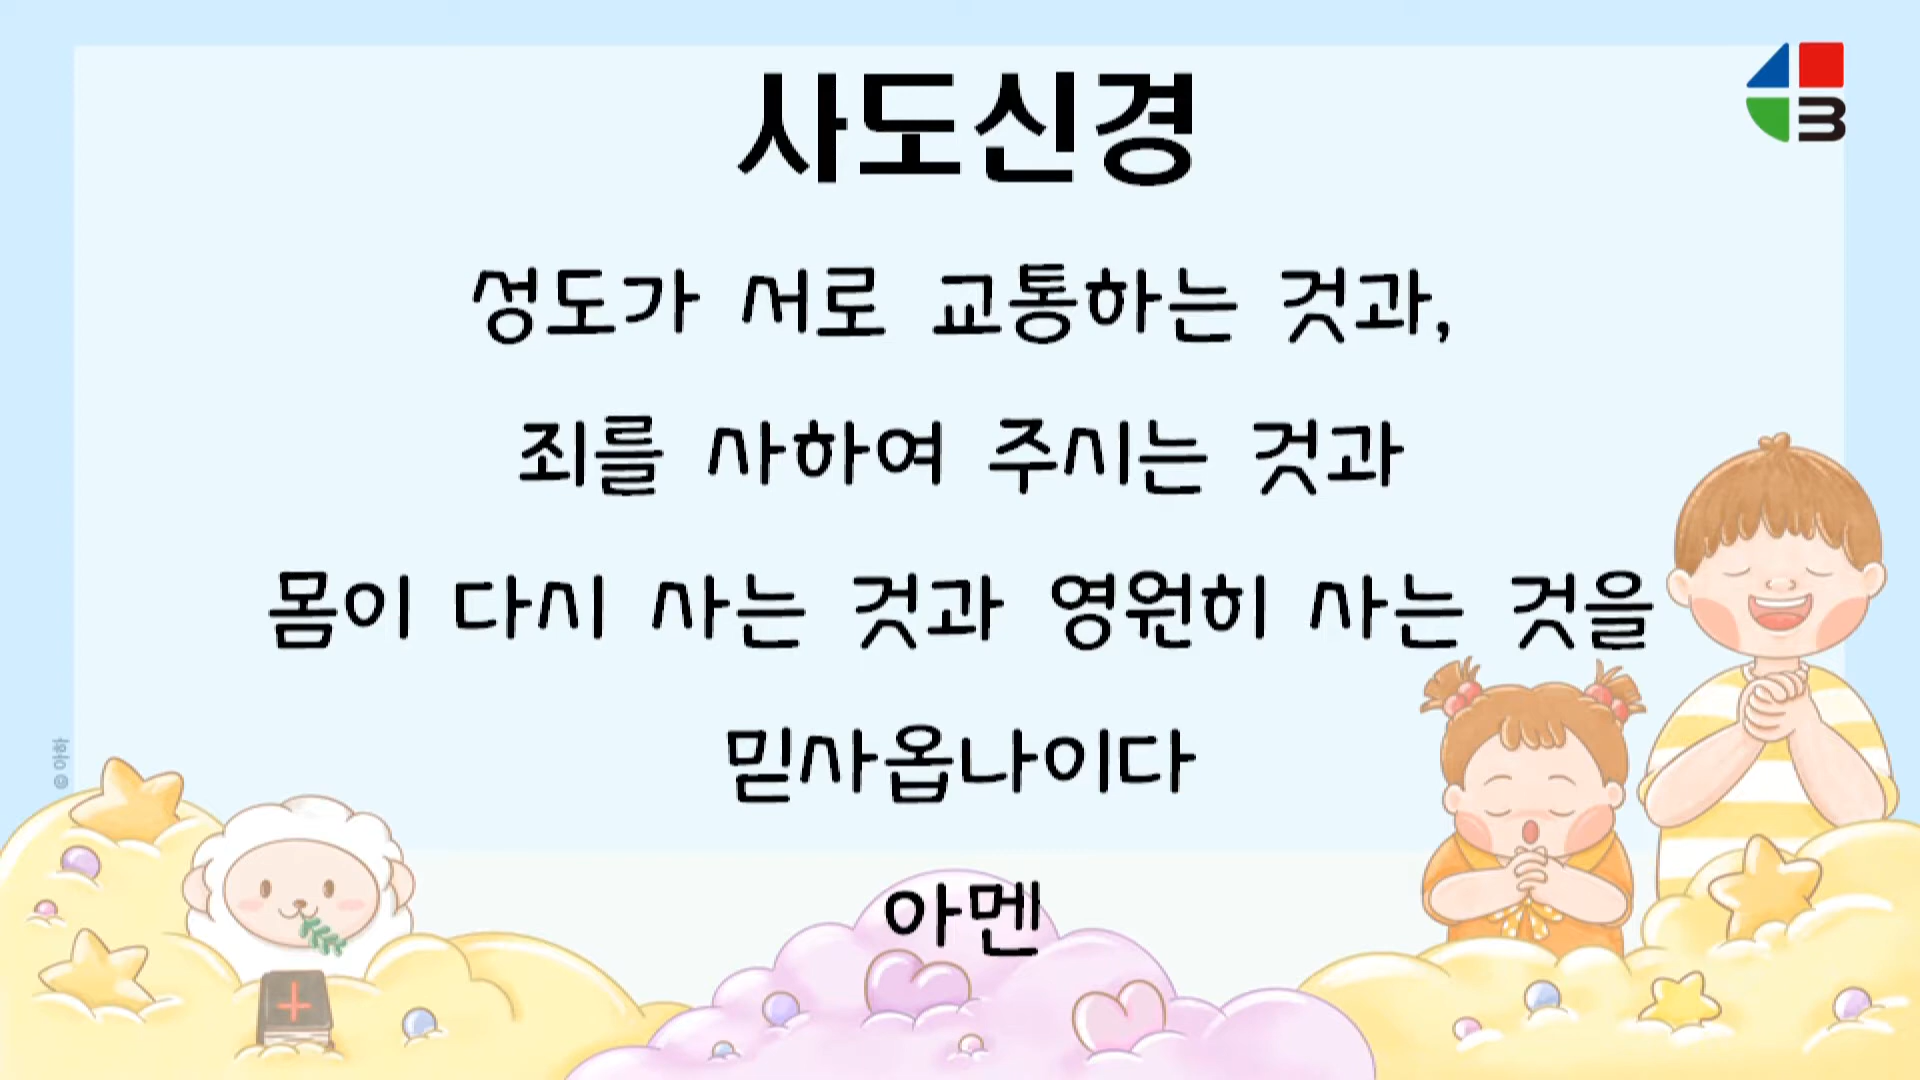 사도신경
성도가 서로 교통하는 것과,
죄를 사하여 주시는 것과
몸이 다시 사는 것과 영원히 사는 것을
믿사옵나이다
아멘
© 아하